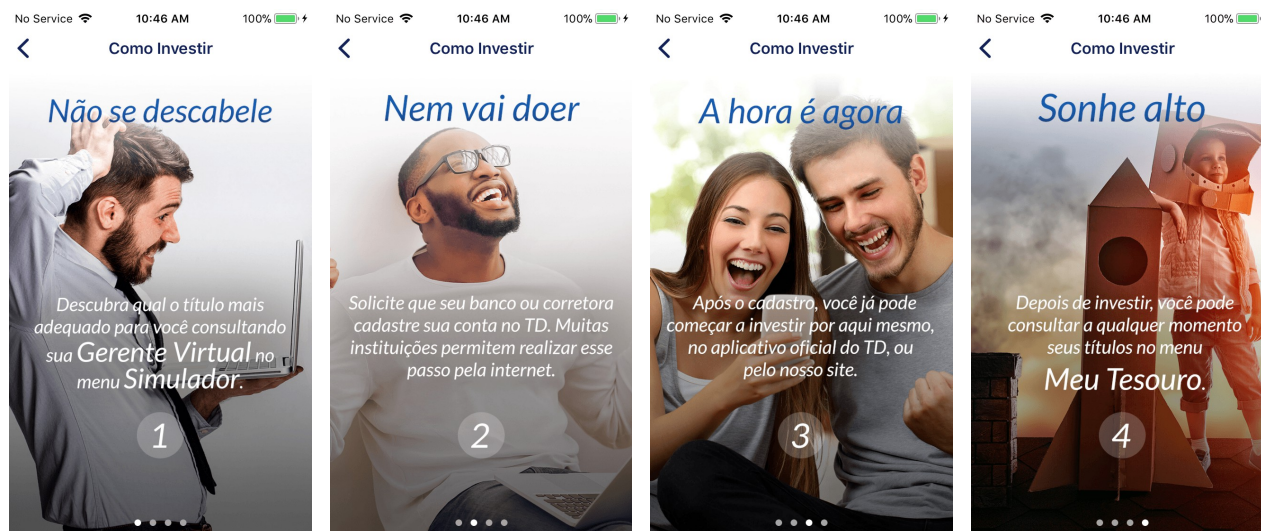 No Service 10:46 AM 100%
Como Investir
Não se descabele
Descubra qual o título mais
adequado para você consultando
sua Gerente Virtual no
menu Simulador.
1
No Service 10:46 AM 100%
Como Investir
Nem vai doer
Solicite que seu banco ou corretora
cadastre sua conta no TD. Muitas
instituições permitem realizar esse
passo pela internet.
2
No Service 10:46 AM 100%
Como Investir
A hora é agora
Após o cadastro, você já pode
começar a investir por aqui mesmo,
no aplicativo oficial do TD, ou
pelo nosso site.
3
No Service 10:46 AM 100%
Como Investir
Sonhe alto
Depois de investir, você pode
consultar a qualquer momento
seus títulos no menu
Meu Tesouro.
4